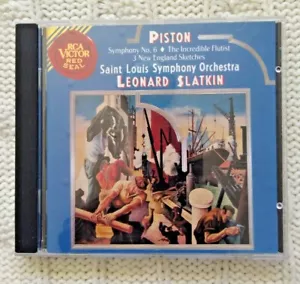 PISTON
Symphony No. 6 ★ The Incredible Flutist
3 New England Sketches
Saint Louis Symphony Orchestra
LEONARD SLATKIN
RCA
VICTOR
RED
SEAL